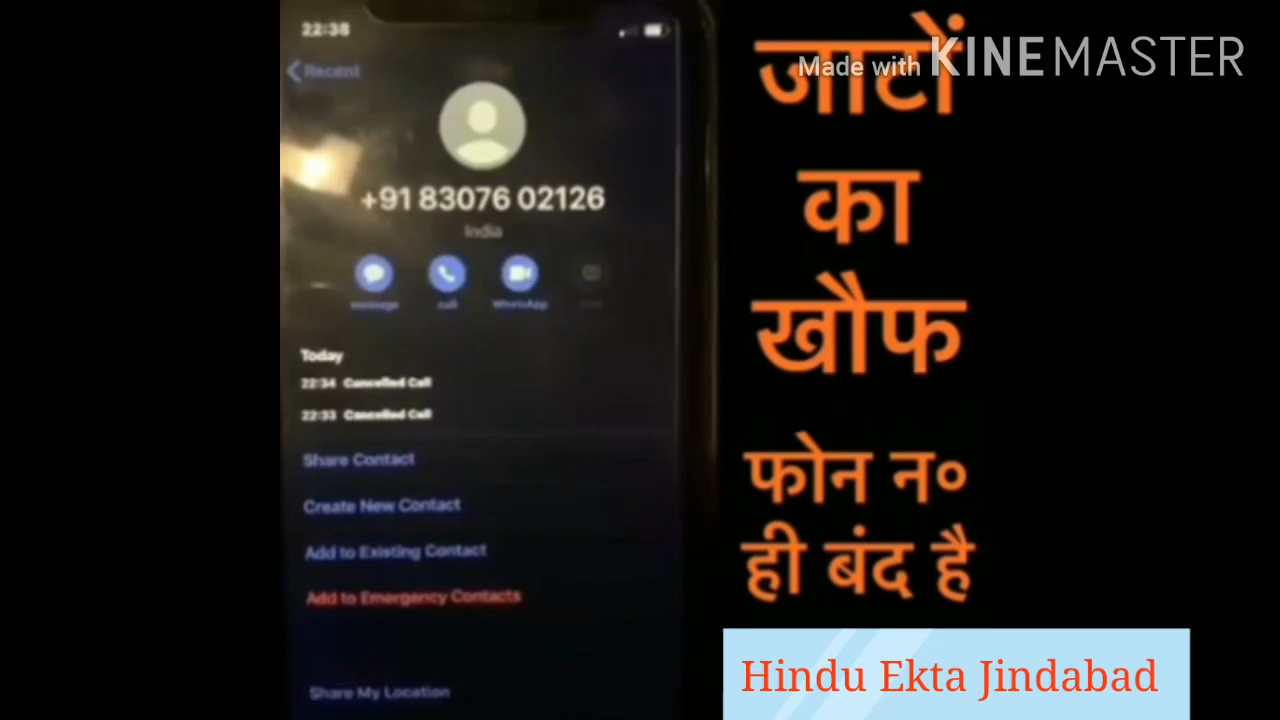 22:38
Recent
+91 83076 02126
India
message call WhatsApp
Today
22:34 Cancelled Call
22:33 Cancelled Call
Share Contact
Create New Contact
Add to Existing Contact
Add to Emergency Contacts
Share My Location
Made with KINEMASTER
जाटों
का
खौफ
फोन न०
ही बंद है
Hindu Ekta Jindabad